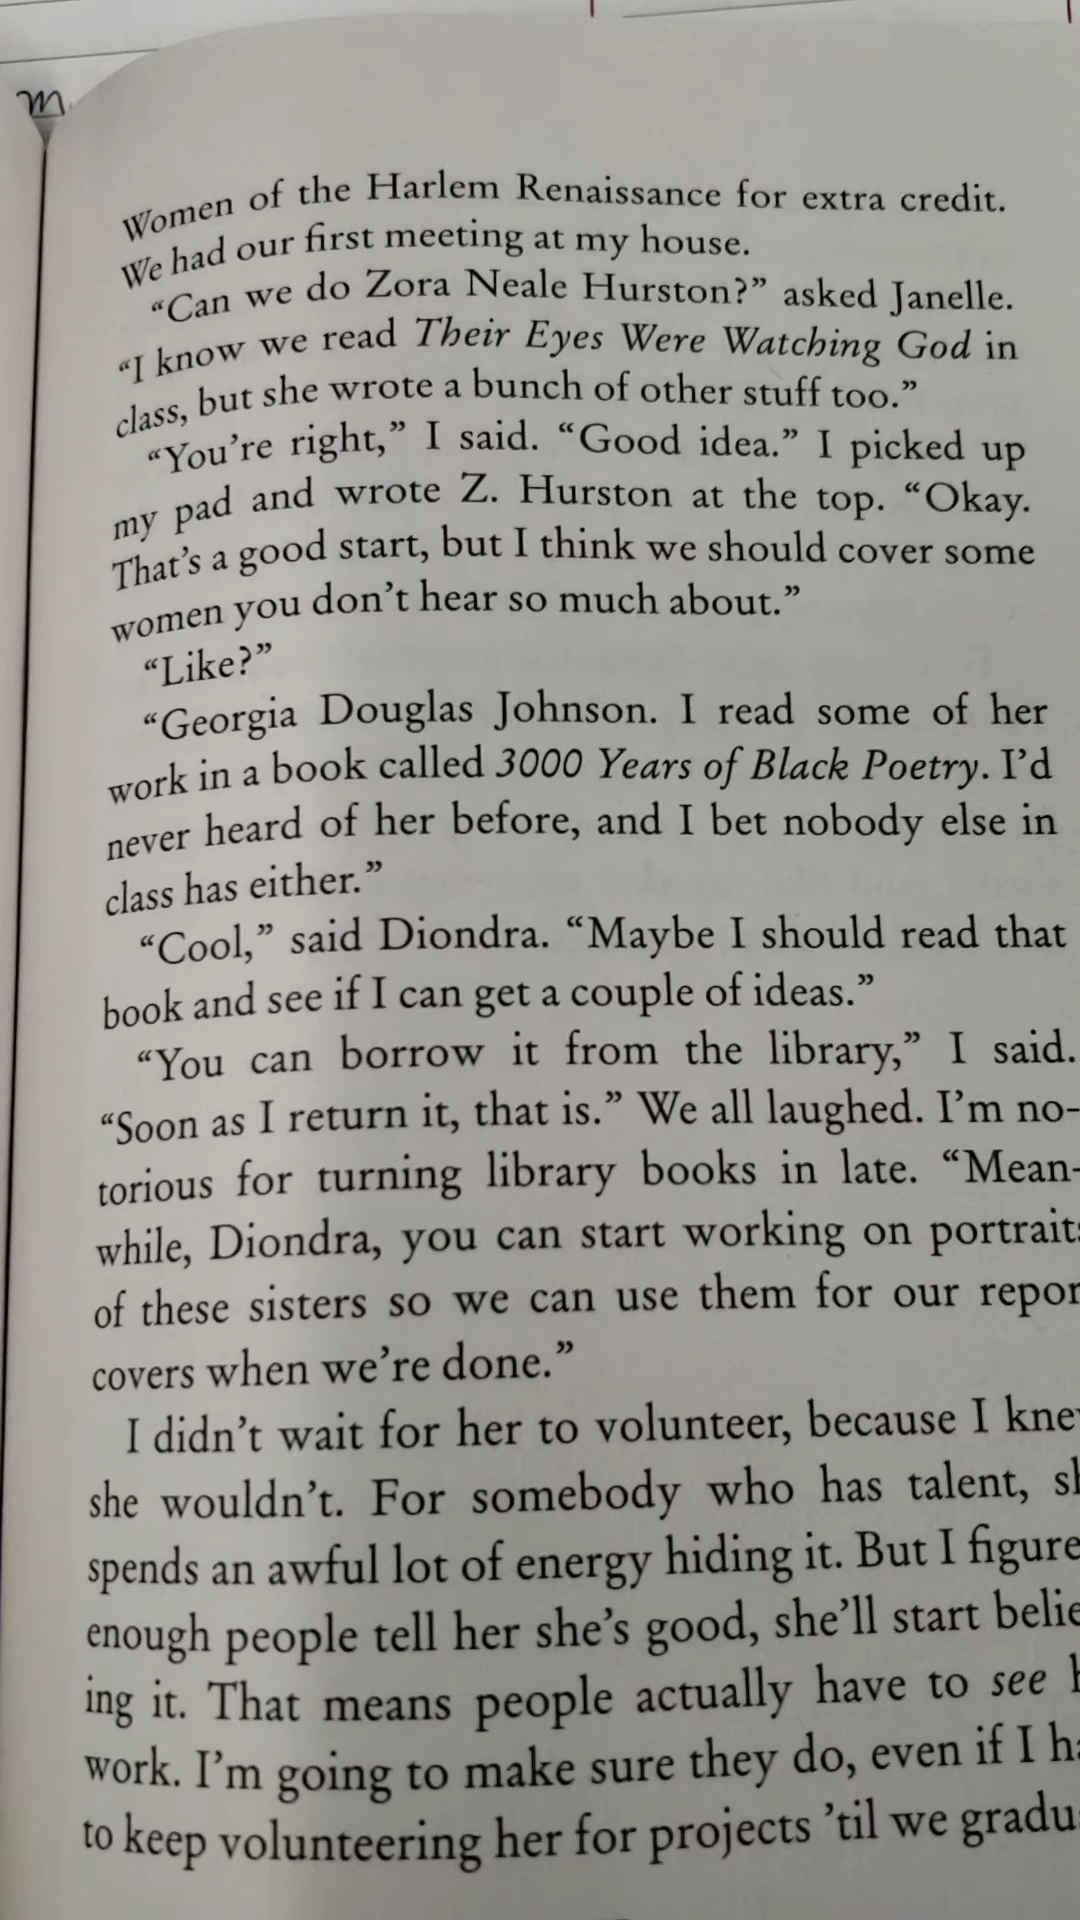 m
Women of the Harlem Renaissance for extra credit.
We had our first meeting at my house.
“Can we do Zora Neale Hurston?” asked Janelle.
“I know we read Their Eyes Were Watching God in
class, but she wrote a bunch of other stuff too.”
“You’re right,” I said. “Good idea.” I picked up
my pad and wrote Z. Hurston at the top. “Okay.
That’s a good start, but I think we should cover some
women you don’t hear so much about.”
“Like?”
“Georgia Douglas Johnson. I read some of her
work in a book called 3000 Years of Black Poetry. I’d
never heard of her before, and I bet nobody else in
class has either.”
“Cool,” said Diondra. “Maybe I should read that
book and see if I can get a couple of ideas.”
“You can borrow it from the library,” I said.
“Soon as I return it, that is.” We all laughed. I’m no-
torious for turning library books in late. “Mean-
while, Diondra, you can start working on portraits
of these sisters so we can use them for our repor
covers when we’re done.”
I didn’t wait for her to volunteer, because I kne
she wouldn’t. For somebody who has talent, sh
spends an awful lot of energy hiding it. But I figure
enough people tell her she’s good, she’ll start belie
ing it. That means people actually have to see h
work. I’m going to make sure they do, even if I ha
to keep volunteering her for projects ’til we gradu